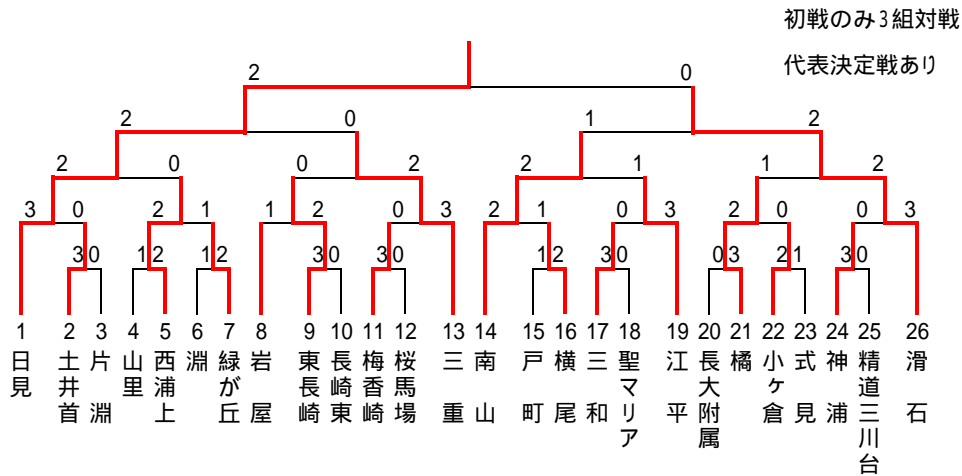 初戦のみ3組対戦
代表決定戦あり
2 0
2 0 1 2
2 0 0 2 2 1 1 2
3 0 2 1 1 2 0 3 2 1 0 3 2 0 0 3
3 0 1 2 1 2 3 0 3 0 1 2 3 0 0 3 2 1 3 0
1 2 3 4 5 6 7 8 9 10 11 12 13 14 15 16 17 18 19 20 21 22 23 24 25 26
日見
土井首
片淵
山里
西浦上
淵
緑が丘
岩屋
東長崎
長崎東
梅香崎
桜馬場
三重
南山
戸町
横尾
三和
聖マリア
江平
長大附属
橘
小ヶ倉
式見
神浦
精道三川台
滑石